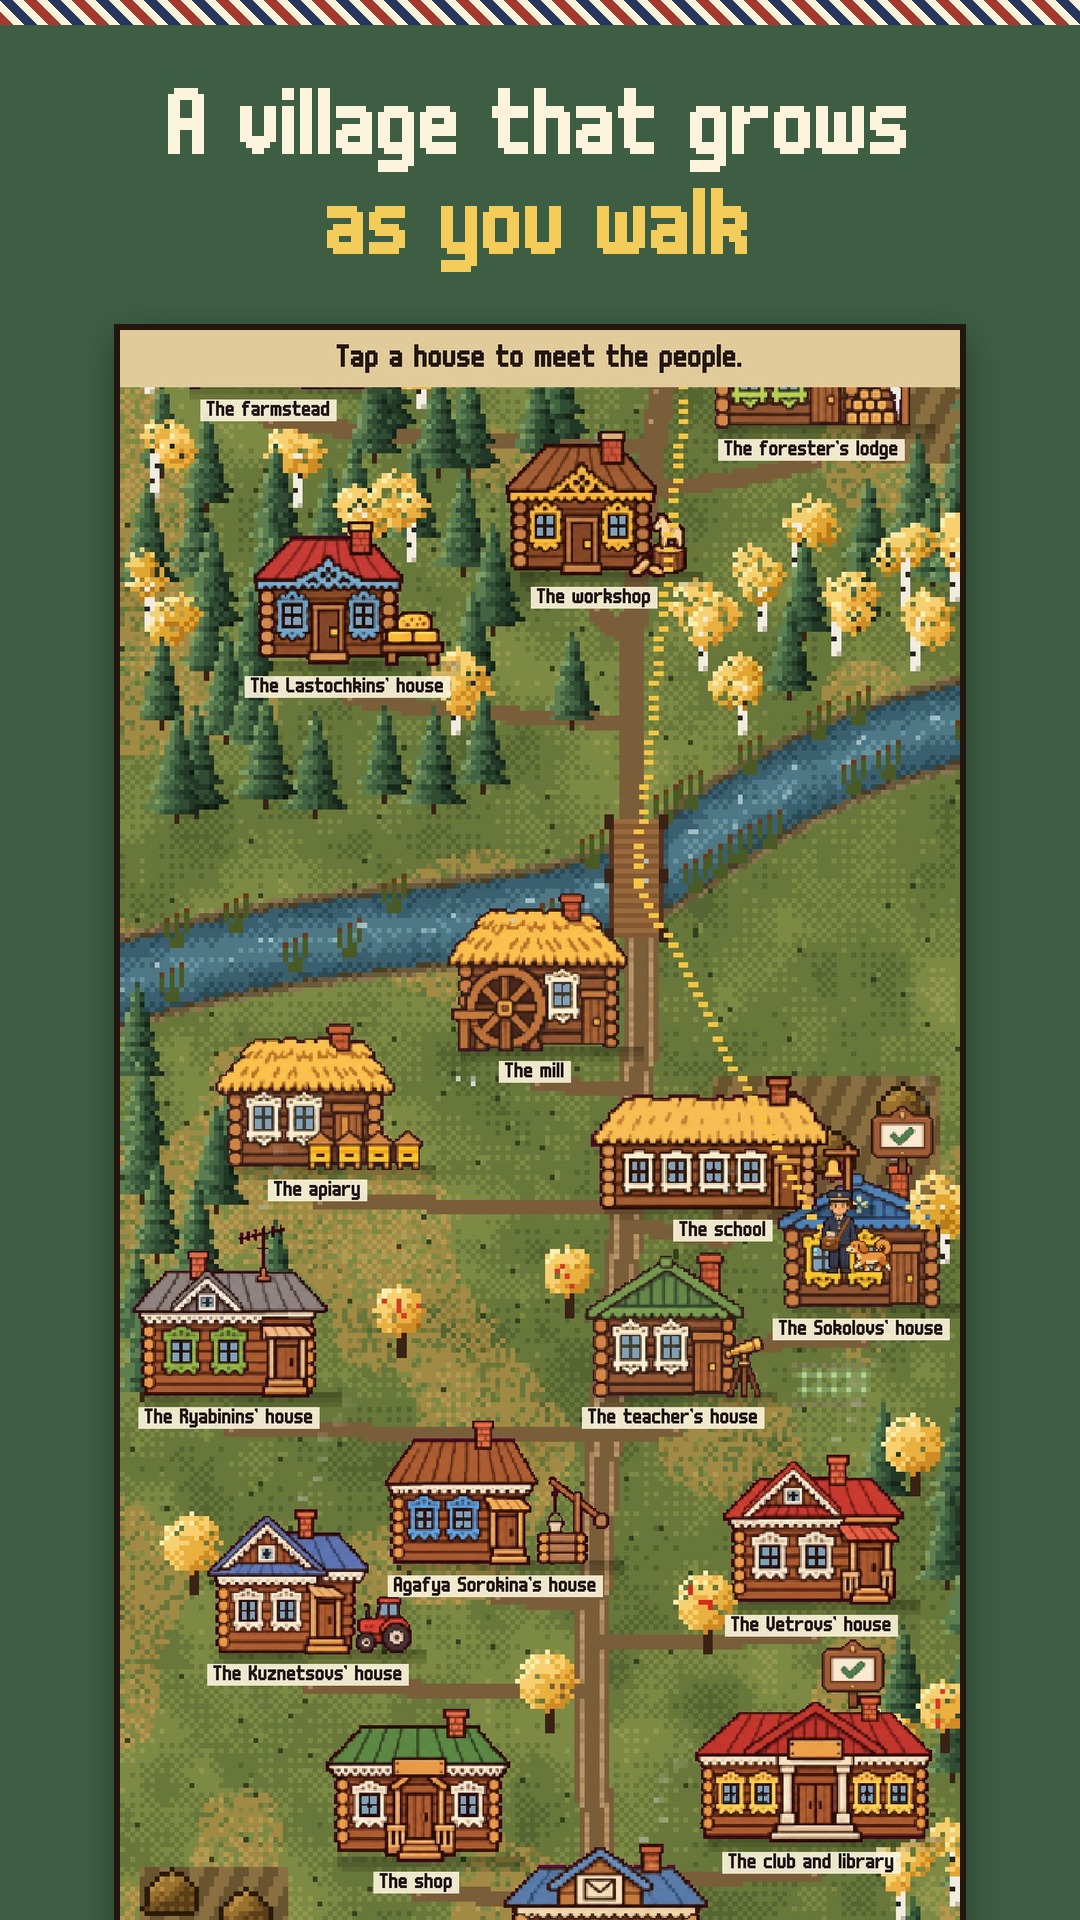 A village that grows
as you walk
Tap a house to meet the people.
The farmstead
The forester's lodge
The workshop
The Lastochkins' house
The mill
The apiary
The school
The Sokolovs' house
The Ryabinins' house
The teacher's house
Agafya Sorokina's house
The Vetrovs' house
The Kuznetsovs' house
The club and library
The shop